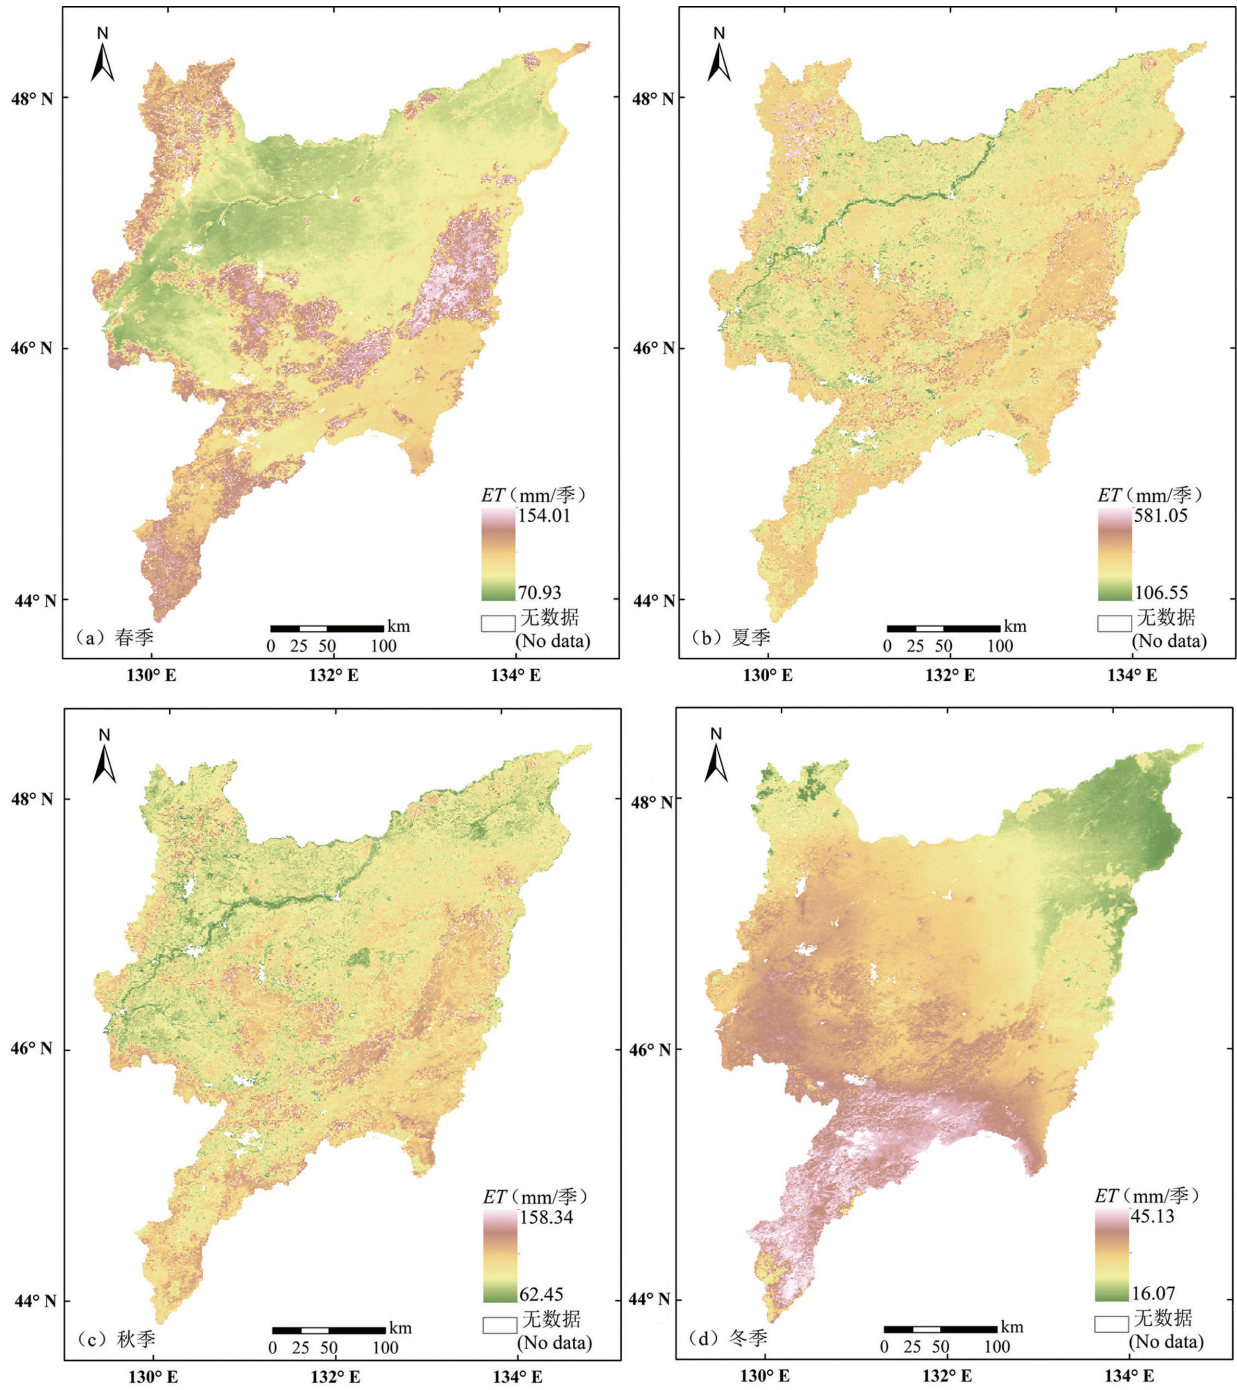 N
N
48° N
46° N
44° N
ET（mm/季）
154.01
70.93
无数据
(No data)
（a）春季
km
0 25 50 100
130° E 132° E 134° E
48° N
46° N
44° N
ET（mm/季）
581.05
106.55
无数据
(No data)
（b）夏季
km
0 25 50 100
130° E 132° E 134° E
N
N
48° N
46° N
44° N
ET（mm/季）
158.34
62.45
无数据
(No data)
（c）秋季
km
0 25 50 100
130° E 132° E 134° E
48° N
46° N
44° N
ET（mm/季）
45.13
16.07
无数据
(No data)
（d）冬季
km
0 25 50 100
130° E 132° E 134° E